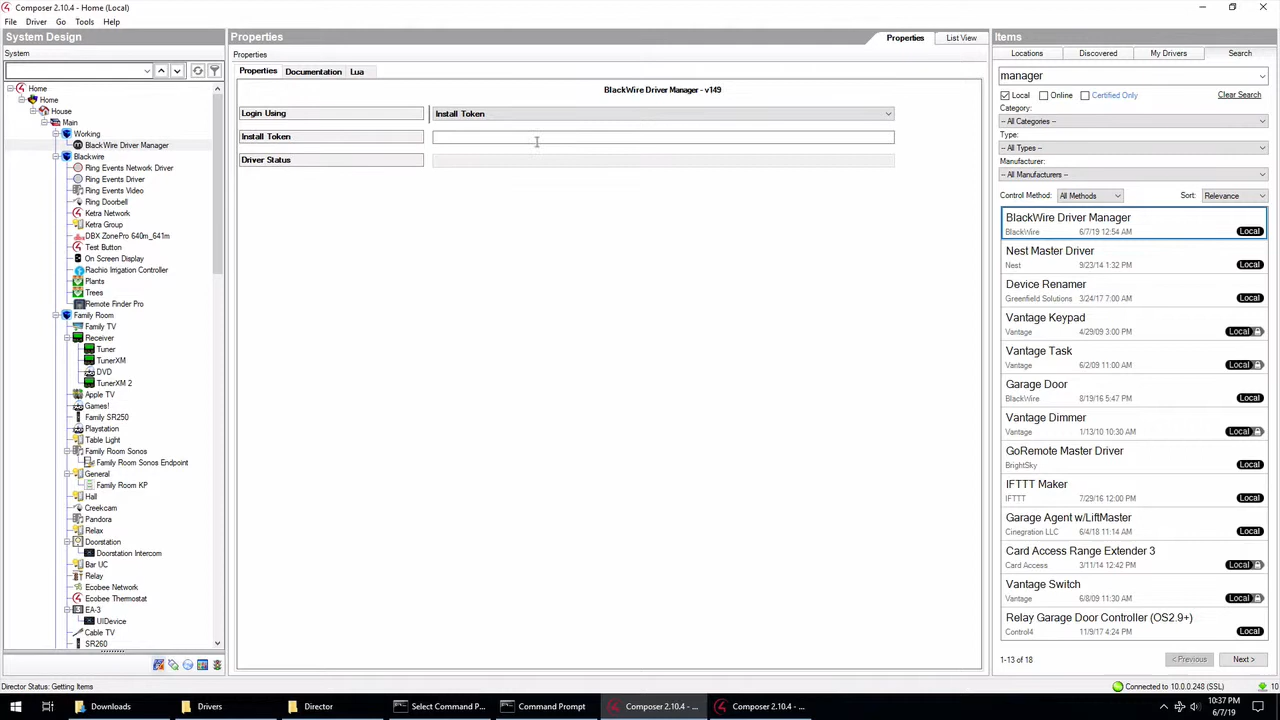 Composer 2.10.4 - Home (Local)
File Driver Go Tools Help
System Design
System
Home
Home
House
Main
Working
BlackWire Driver Manager
Blackwire
Ring Events Network Driver
Ring Events Driver
Ring Events Video
Ring Doorbell
Ketra Network
Ketra Group
DBX ZonePro 640m_641m
Test Button
On Screen Display
Rachio Irrigation Controller
Plants
Trees
Remote Finder Pro
Family Room
Family TV
Receiver
Tuner
TunerXM
DVD
TunerXM 2
Apple TV
Games!
Family SR250
Playstation
Table Light
Family Room Sonos
Family Room Sonos Endpoint
General
Family Room KP
Hall
Creekcam
Pandora
Relax
Doorstation
Doorstation Intercom
Bar UC
Relay
Ecobee Network
Ecobee Thermostat
EA-3
UIDevice
Cable TV
SR260
Director Status: Getting Items
Properties
Properties List View
Properties
Properties Documentation Lua
BlackWire Driver Manager - v149
Login Using Install Token
Install Token
Driver Status
Items
Locations Discovered My Drivers Search
manager
Local Online Certified Only Clear Search
Category:
-- All Categories --
Type:
-- All Types --
Manufacturer:
-- All Manufacturers --
Control Method: All Methods Sort: Relevance
BlackWire Driver Manager
BlackWire 6/7/19 12:54 AM Local
Nest Master Driver
Nest 9/23/14 1:32 PM Local
Device Renamer
Greenfield Solutions 3/24/17 7:00 AM Local
Vantage Keypad
Vantage 4/29/09 3:00 PM Local
Vantage Task
Vantage 6/2/09 11:00 AM Local
Garage Door
BlackWire 8/19/16 5:47 PM Local
Vantage Dimmer
Vantage 1/13/10 10:30 AM Local
GoRemote Master Driver
BrightSky Local
IFTTT Maker
IFTTT 7/29/16 12:00 PM Local
Garage Agent w/LiftMaster
Cinegration LLC 6/4/18 11:14 AM Local
Card Access Range Extender 3
Card Access 3/11/14 12:42 PM Local
Vantage Switch
Vantage 6/8/09 11:30 AM Local
Relay Garage Door Controller (OS2.9+)
Control4 11/9/17 4:24 PM Local
1-13 of 18 < Previous Next >
Connected to 10.0.0.248 (SSL) 10
Downloads Drivers Director Select Command P... Command Prompt Composer 2.10.4 - ... Composer 2.10.4 - ...
10:37 PM
6/7/19